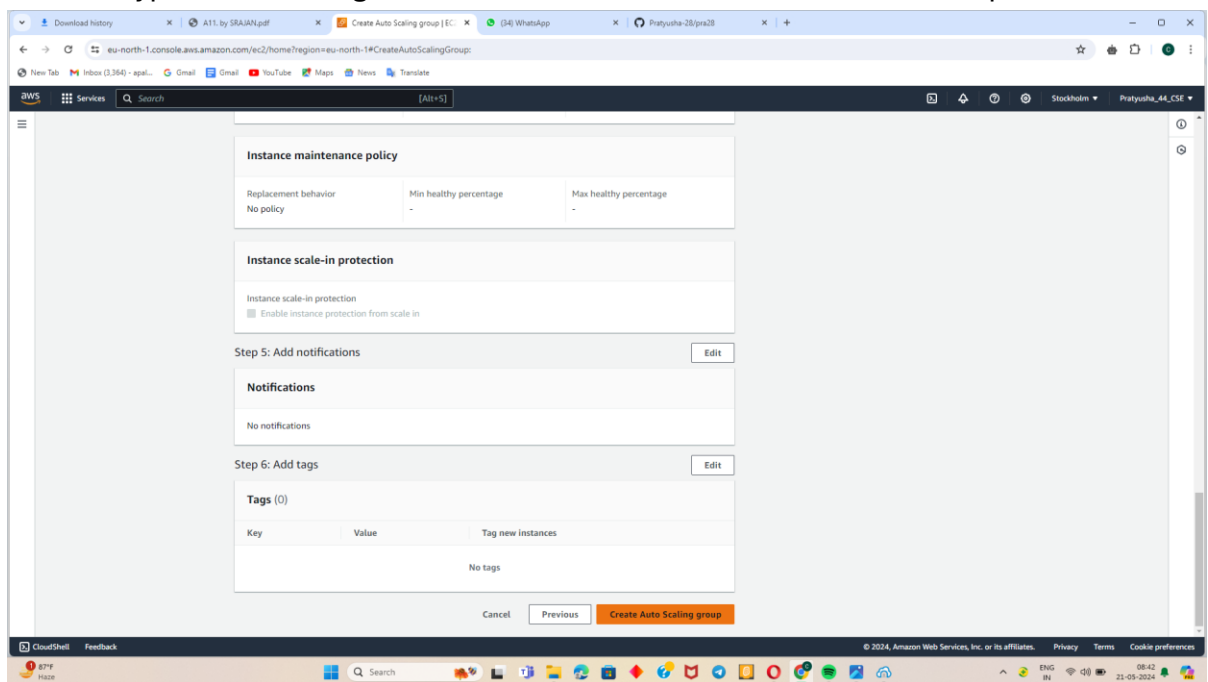 Download history
A11. by SRAJAN.pdf
Create Auto Scaling group | EC
(34) WhatsApp
Pratyusha-28/pra28
eu-north-1.console.aws.amazon.com/ec2/home?region=eu-north-1#CreateAutoScalingGroup:
New Tab Inbox (3,364) - apal... Gmail Gmail YouTube Maps News Translate
aws Services Search [Alt+S] Stockholm Pratyusha_44_CSE
Instance maintenance policy
Replacement behavior Min healthy percentage Max healthy percentage
No policy - -
Instance scale-in protection
Instance scale-in protection
Enable instance protection from scale in
Step 5: Add notifications Edit
Notifications
No notifications
Step 6: Add tags Edit
Tags (0)
Key Value Tag new instances
No tags
Cancel Previous Create Auto Scaling group
CloudShell Feedback © 2024, Amazon Web Services, Inc. or its affiliates. Privacy Terms Cookie preferences
1 87°F Search ENG 08:42
Haze IN 21-05-2024